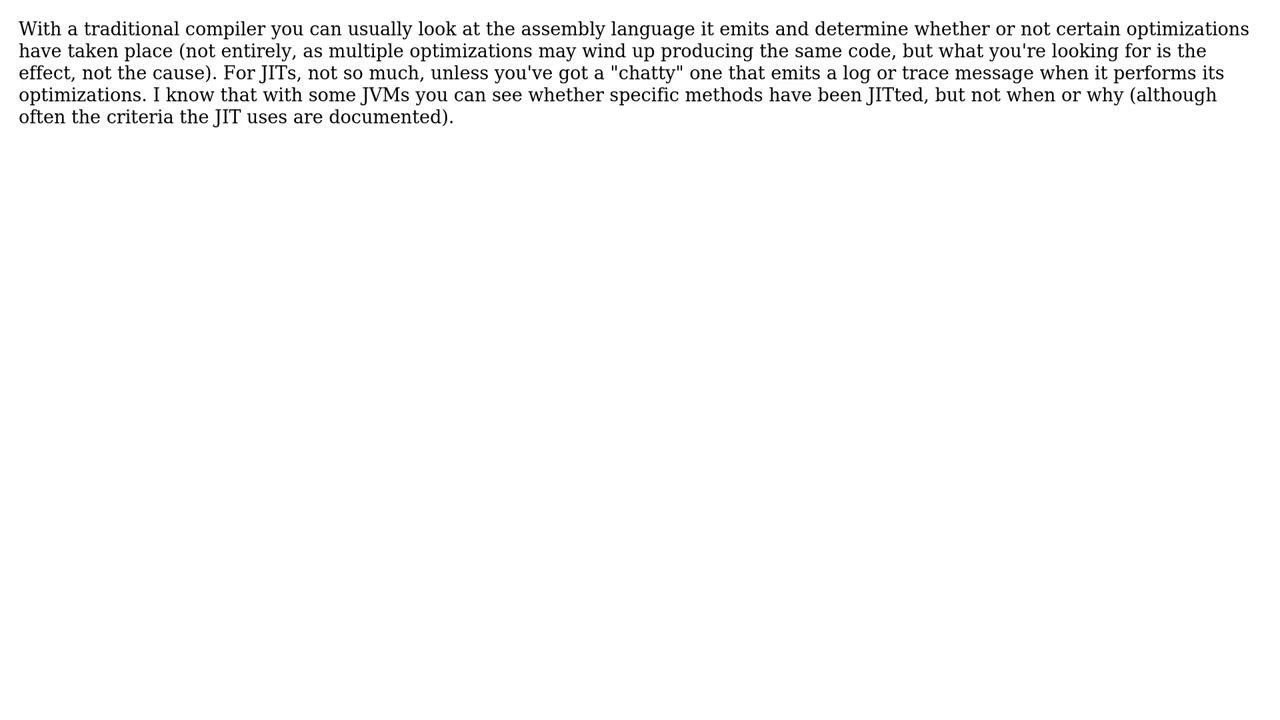 With a traditional compiler you can usually look at the assembly language it emits and determine whether or not certain optimizations
have taken place (not entirely, as multiple optimizations may wind up producing the same code, but what you're looking for is the
effect, not the cause). For JITs, not so much, unless you've got a "chatty" one that emits a log or trace message when it performs its
optimizations. I know that with some JVMs you can see whether specific methods have been JITted, but not when or why (although
often the criteria the JIT uses are documented).